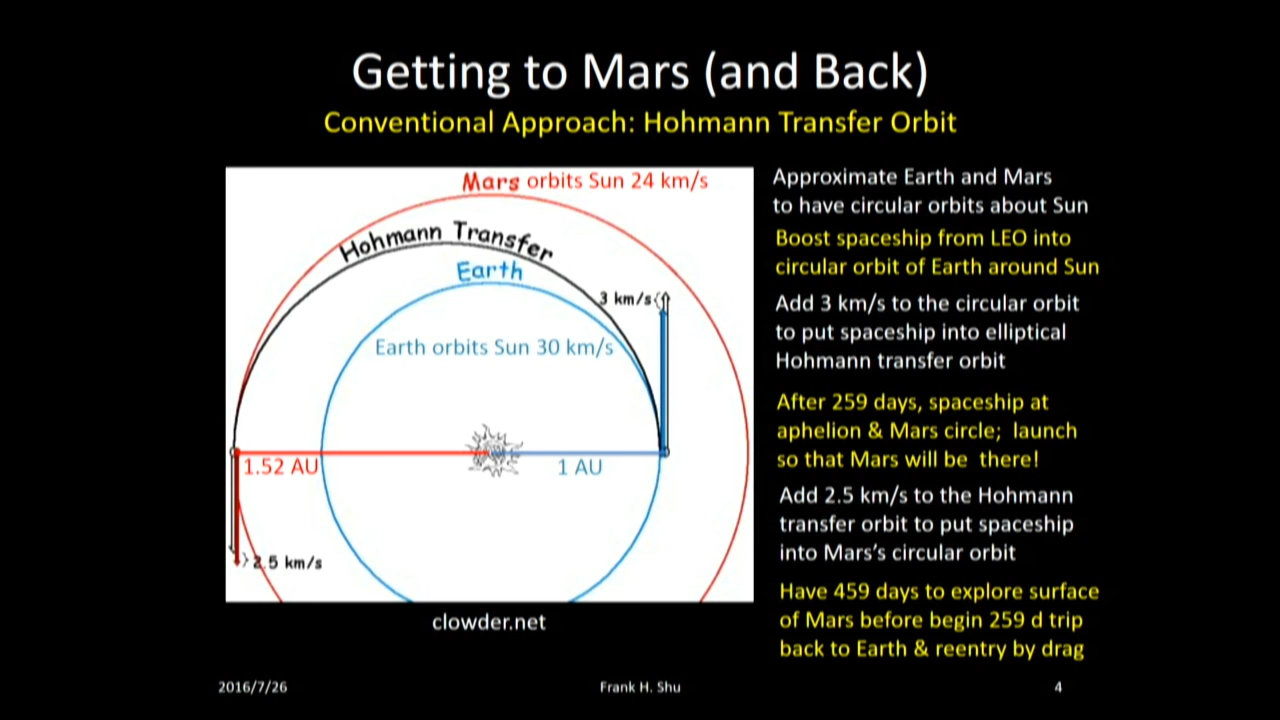 Getting to Mars (and Back)
Conventional Approach: Hohmann Transfer Orbit
Mars orbits Sun 24 km/s
Hohmann Transfer
Earth
3 km/s
Earth orbits Sun 30 km/s
1.52 AU
1 AU
2.5 km/s
clowder.net
Approximate Earth and Mars
to have circular orbits about Sun
Boost spaceship from LEO into
circular orbit of Earth around Sun
Add 3 km/s to the circular orbit
to put spaceship into elliptical
Hohmann transfer orbit
After 259 days, spaceship at
aphelion & Mars circle; launch
so that Mars will be there!
Add 2.5 km/s to the Hohmann
transfer orbit to put spaceship
into Mars’s circular orbit
Have 459 days to explore surface
of Mars before begin 259 d trip
back to Earth & reentry by drag
2016/7/26
Frank H. Shu
4